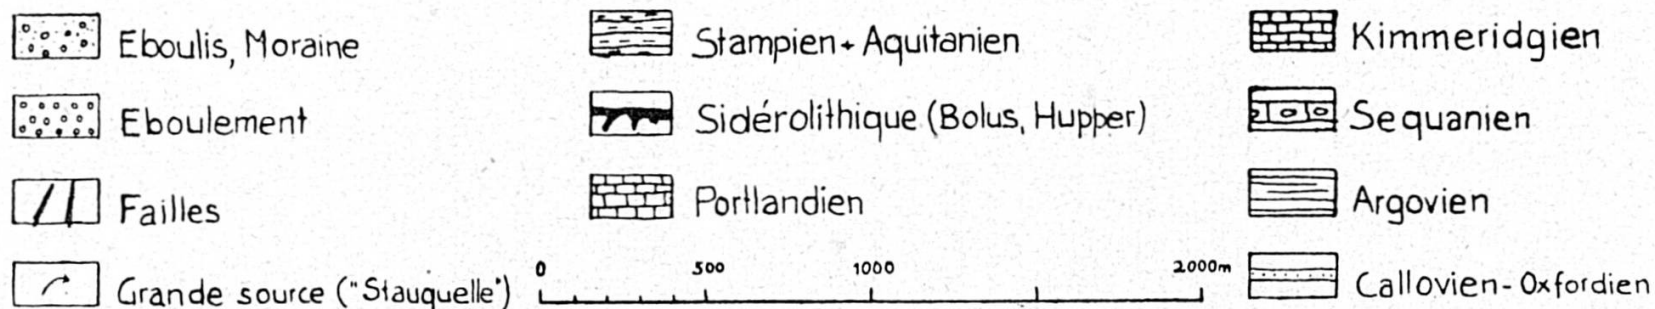 Eboulis, Moraine
Eboulement
Failles
Grande source ("Stauquelle")
Stampien + Aquitanien
Sidérolithique (Bolus, Hupper)
Portlandien
0 500 1000 2000m
Kimmeridgien
Sequanien
Argovien
Callovien - Oxfordien